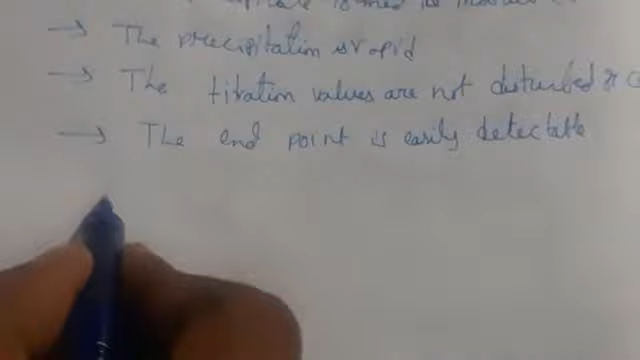 → The precipitation is rapid
→ The titration values are not disturbed
→ The end point is easily detectable